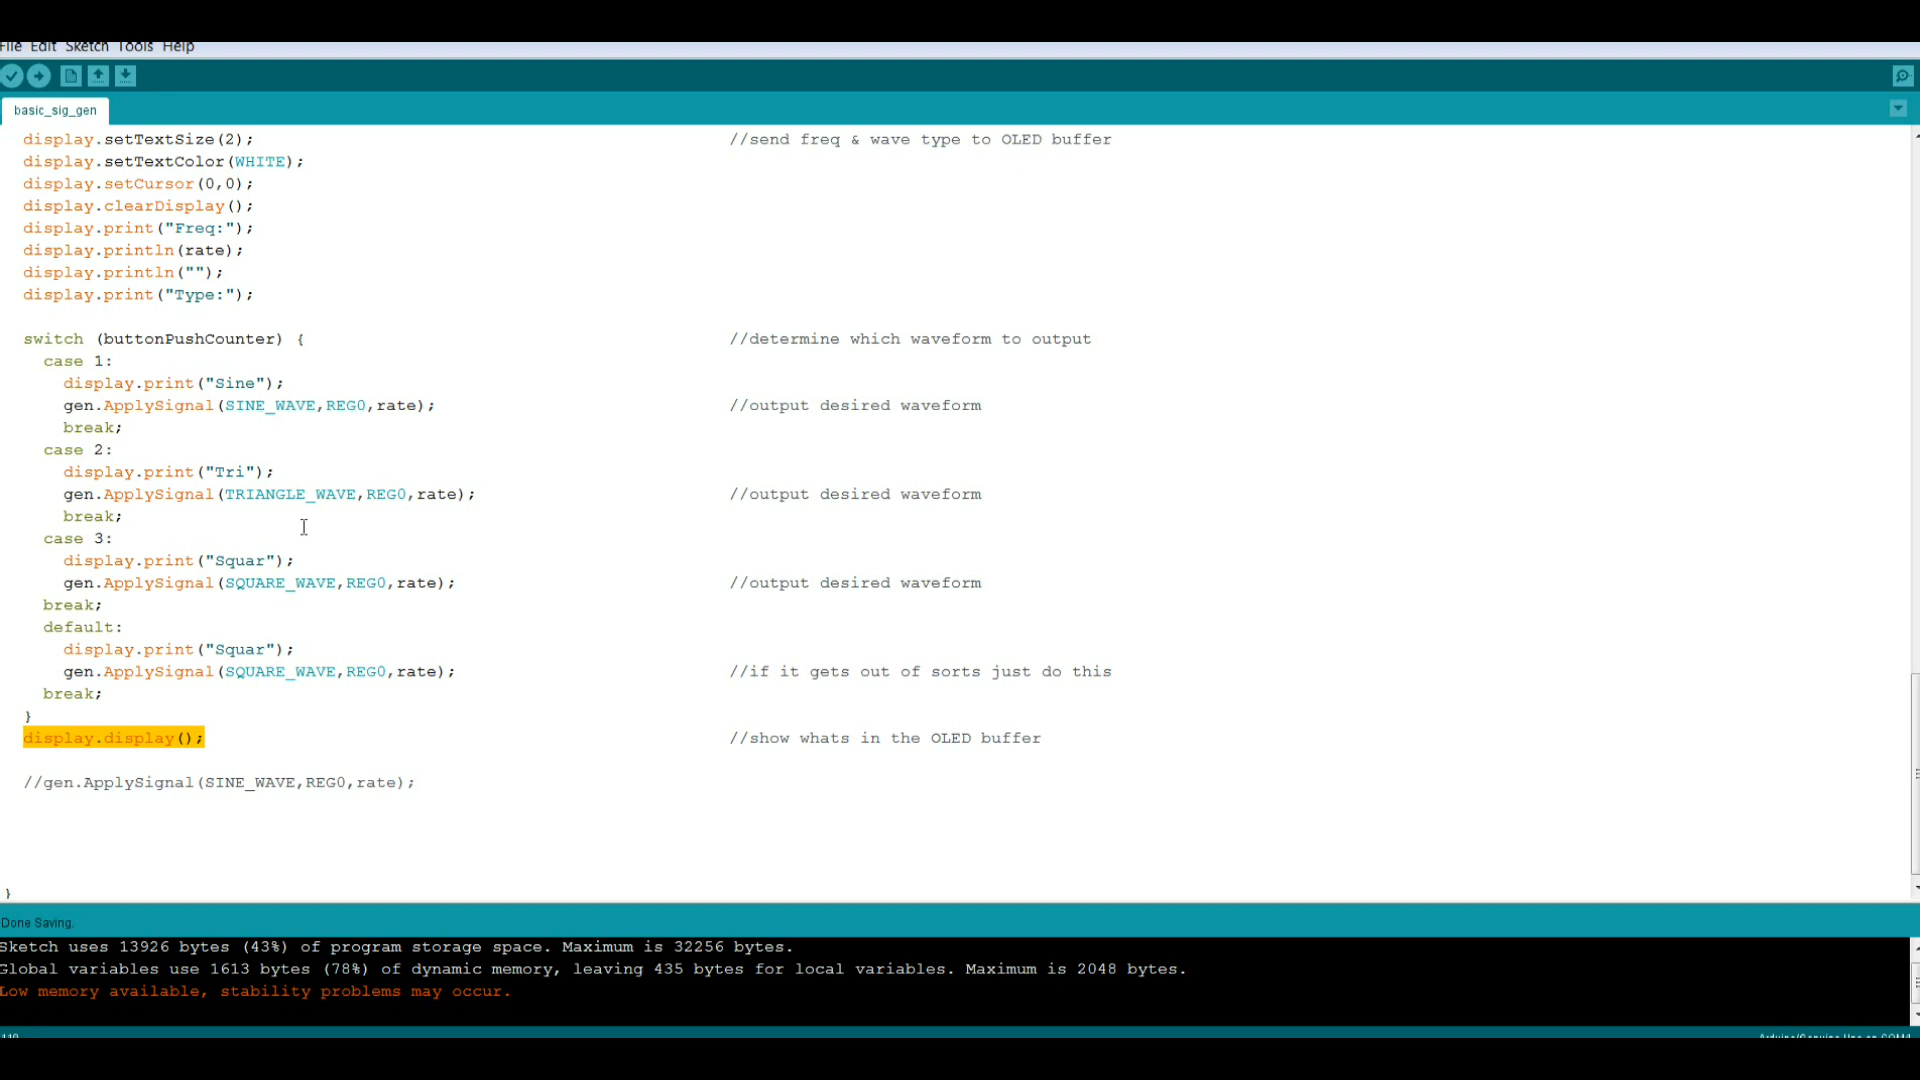 File Edit Sketch Tools Help
basic_sig_gen
display.setTextSize(2); //send freq & wave type to OLED buffer
display.setTextColor(WHITE);
display.setCursor(0,0);
display.clearDisplay();
display.print("Freq:");
display.println(rate);
display.println("");
display.print("Type:");
switch (buttonPushCounter) { //determine which waveform to output
case 1:
display.print("Sine");
gen.ApplySignal(SINE_WAVE,REG0,rate); //output desired waveform
break;
case 2:
display.print("Tri");
gen.ApplySignal(TRIANGLE_WAVE,REG0,rate); //output desired waveform
break;
case 3:
display.print("Squar");
gen.ApplySignal(SQUARE_WAVE,REG0,rate); //output desired waveform
break;
default:
display.print("Squar");
gen.ApplySignal(SQUARE_WAVE,REG0,rate); //if it gets out of sorts just do this
break;
}
display.display(); //show whats in the OLED buffer
//gen.ApplySignal(SINE_WAVE,REG0,rate);
}
Done Saving.
Sketch uses 13926 bytes (43%) of program storage space. Maximum is 32256 bytes.
Global variables use 1613 bytes (78%) of dynamic memory, leaving 435 bytes for local variables. Maximum is 2048 bytes.
Low memory available, stability problems may occur.